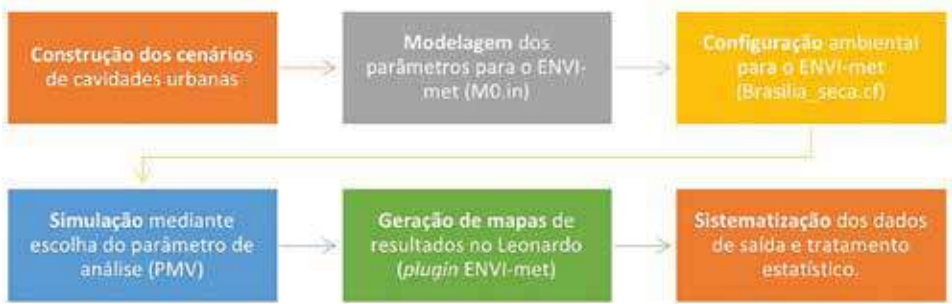 Construção dos cenários
de cavidades urbanas
Modelagem dos
parâmetros para o ENVI-
met (M0.in)
Configuração ambiental
para o ENVI-met
(Brasilia_seca.cf)
Simulação mediante
escolha do parâmetro de
análise (PMV)
Geração de mapas de
resultados no Leonardo
(plugin ENVI-met)
Sistematização dos dados
de saída e tratamento
estatístico.